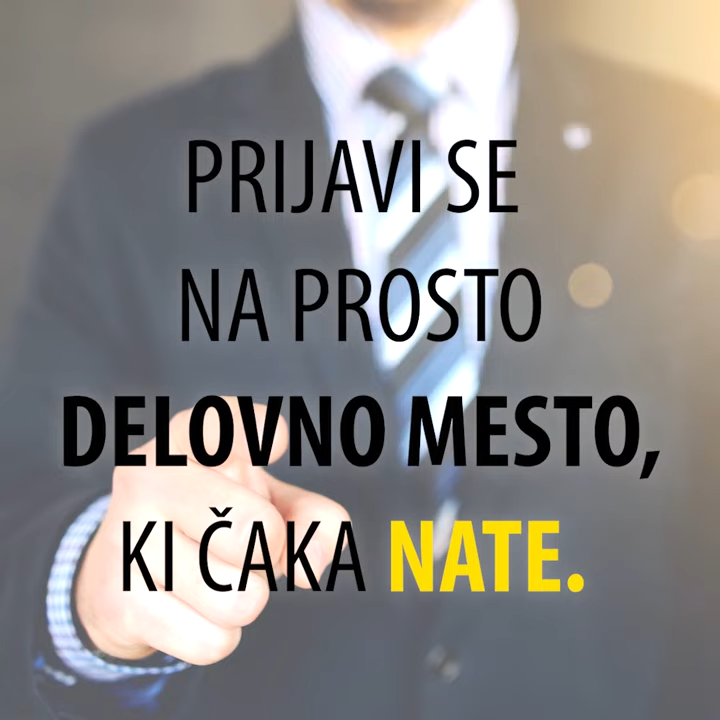 PRIJAVI SE
NA PROSTO
DELOVNO MESTO,
KI ČAKA NATE.